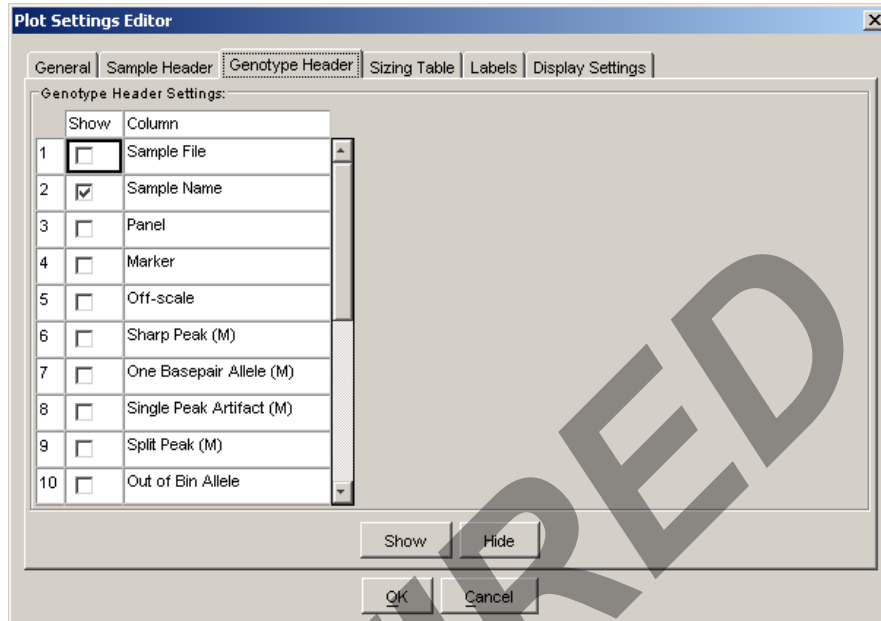 Plot Settings Editor
General Sample Header Genotype Header Sizing Table Labels Display Settings
Genotype Header Settings:
Show Column
1 Sample File
2 Sample Name
3 Panel
4 Marker
5 Off-scale
6 Sharp Peak (M)
7 One Basepair Allele (M)
8 Single Peak Artifact (M)
9 Split Peak (M)
10 Out of Bin Allele
Show Hide
OK Cancel
IRED